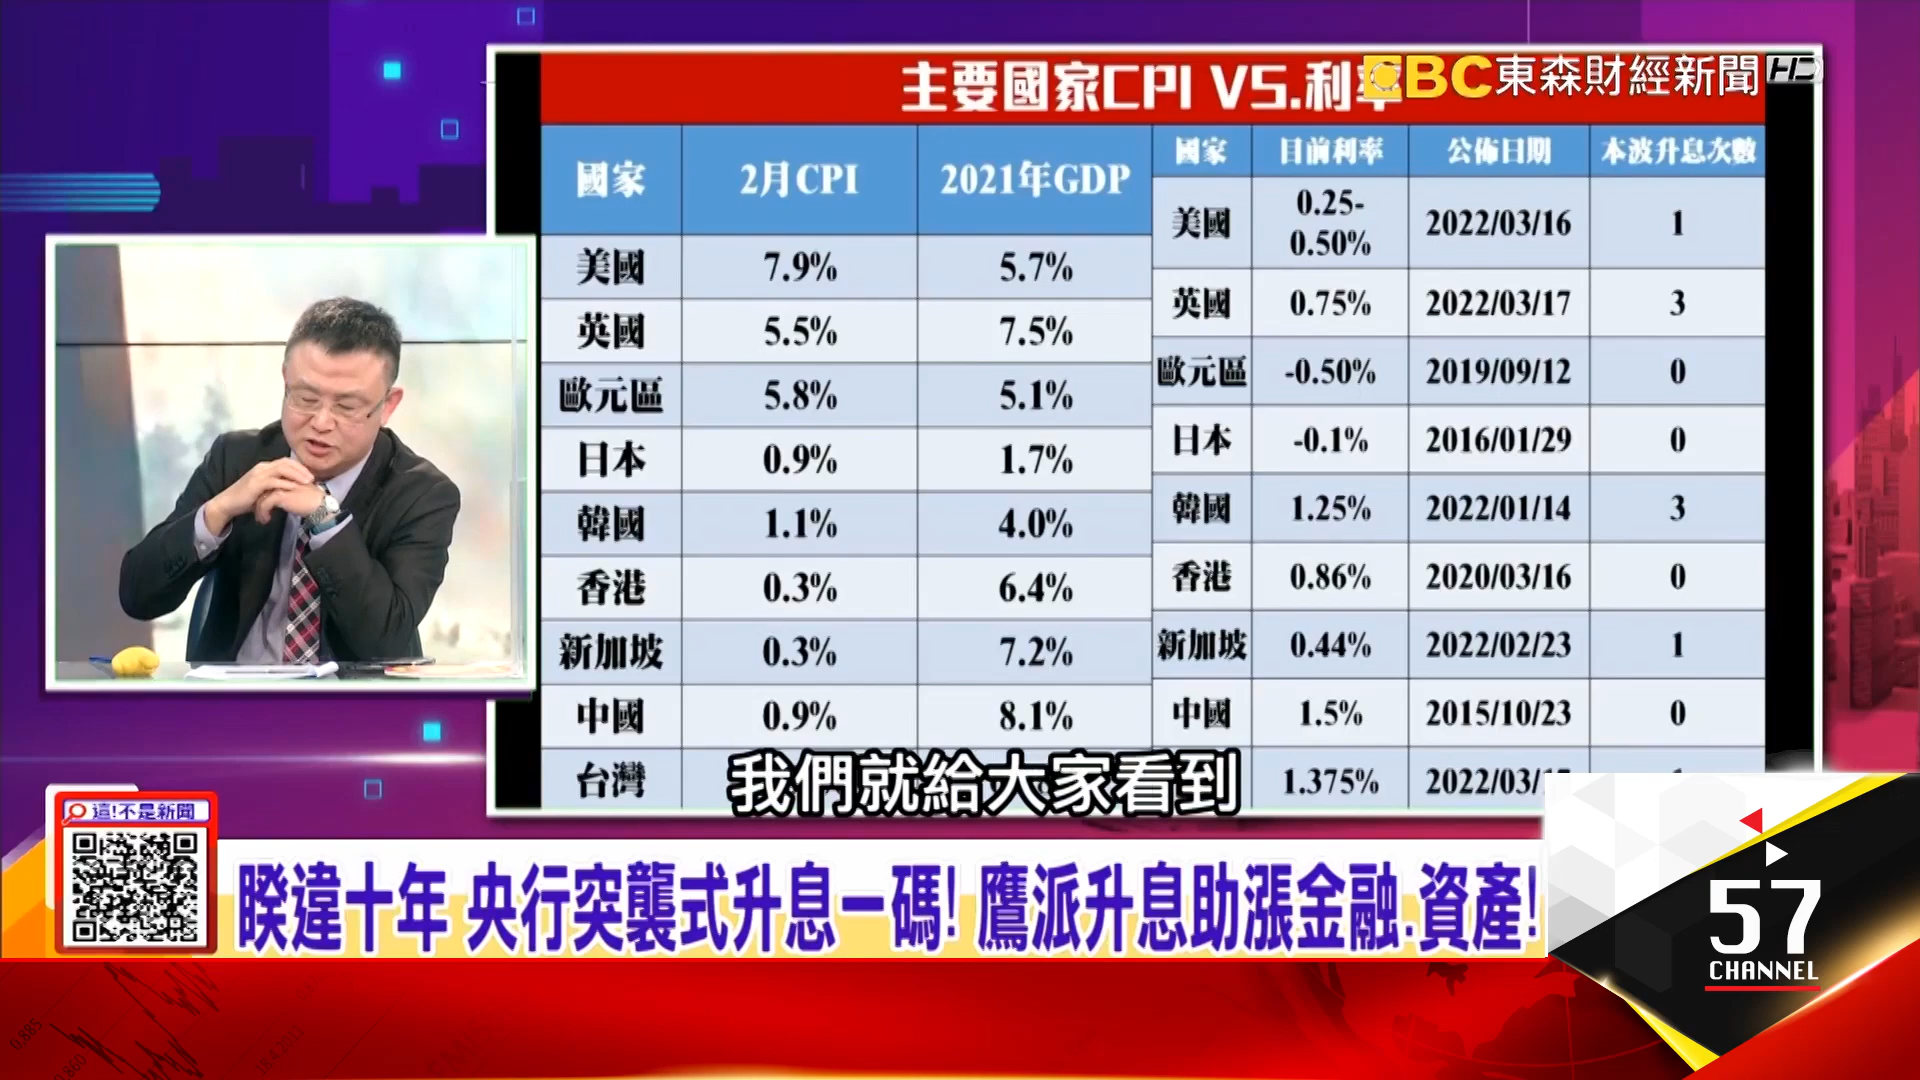 主要國家CPI VS.利率
EBC東森財經新聞 HD
國家 2月CPI 2021年GDP
美國 7.9% 5.7%
英國 5.5% 7.5%
歐元區 5.8% 5.1%
日本 0.9% 1.7%
韓國 1.1% 4.0%
香港 0.3% 6.4%
新加坡 0.3% 7.2%
中國 0.9% 8.1%
台灣
國家 目前利率 公佈日期 本波升息次數
美國 0.25-
0.50% 2022/03/16 1
英國 0.75% 2022/03/17 3
歐元區 -0.50% 2019/09/12 0
日本 -0.1% 2016/01/29 0
韓國 1.25% 2022/01/14 3
香港 0.86% 2020/03/16 0
新加坡 0.44% 2022/02/23 1
中國 1.5% 2015/10/23 0
1.375%
我們就給大家看到
這!不是新聞
睽違十年 央行突襲式升息一碼! 鷹派升息助漲金融.資產!
57
CHANNEL